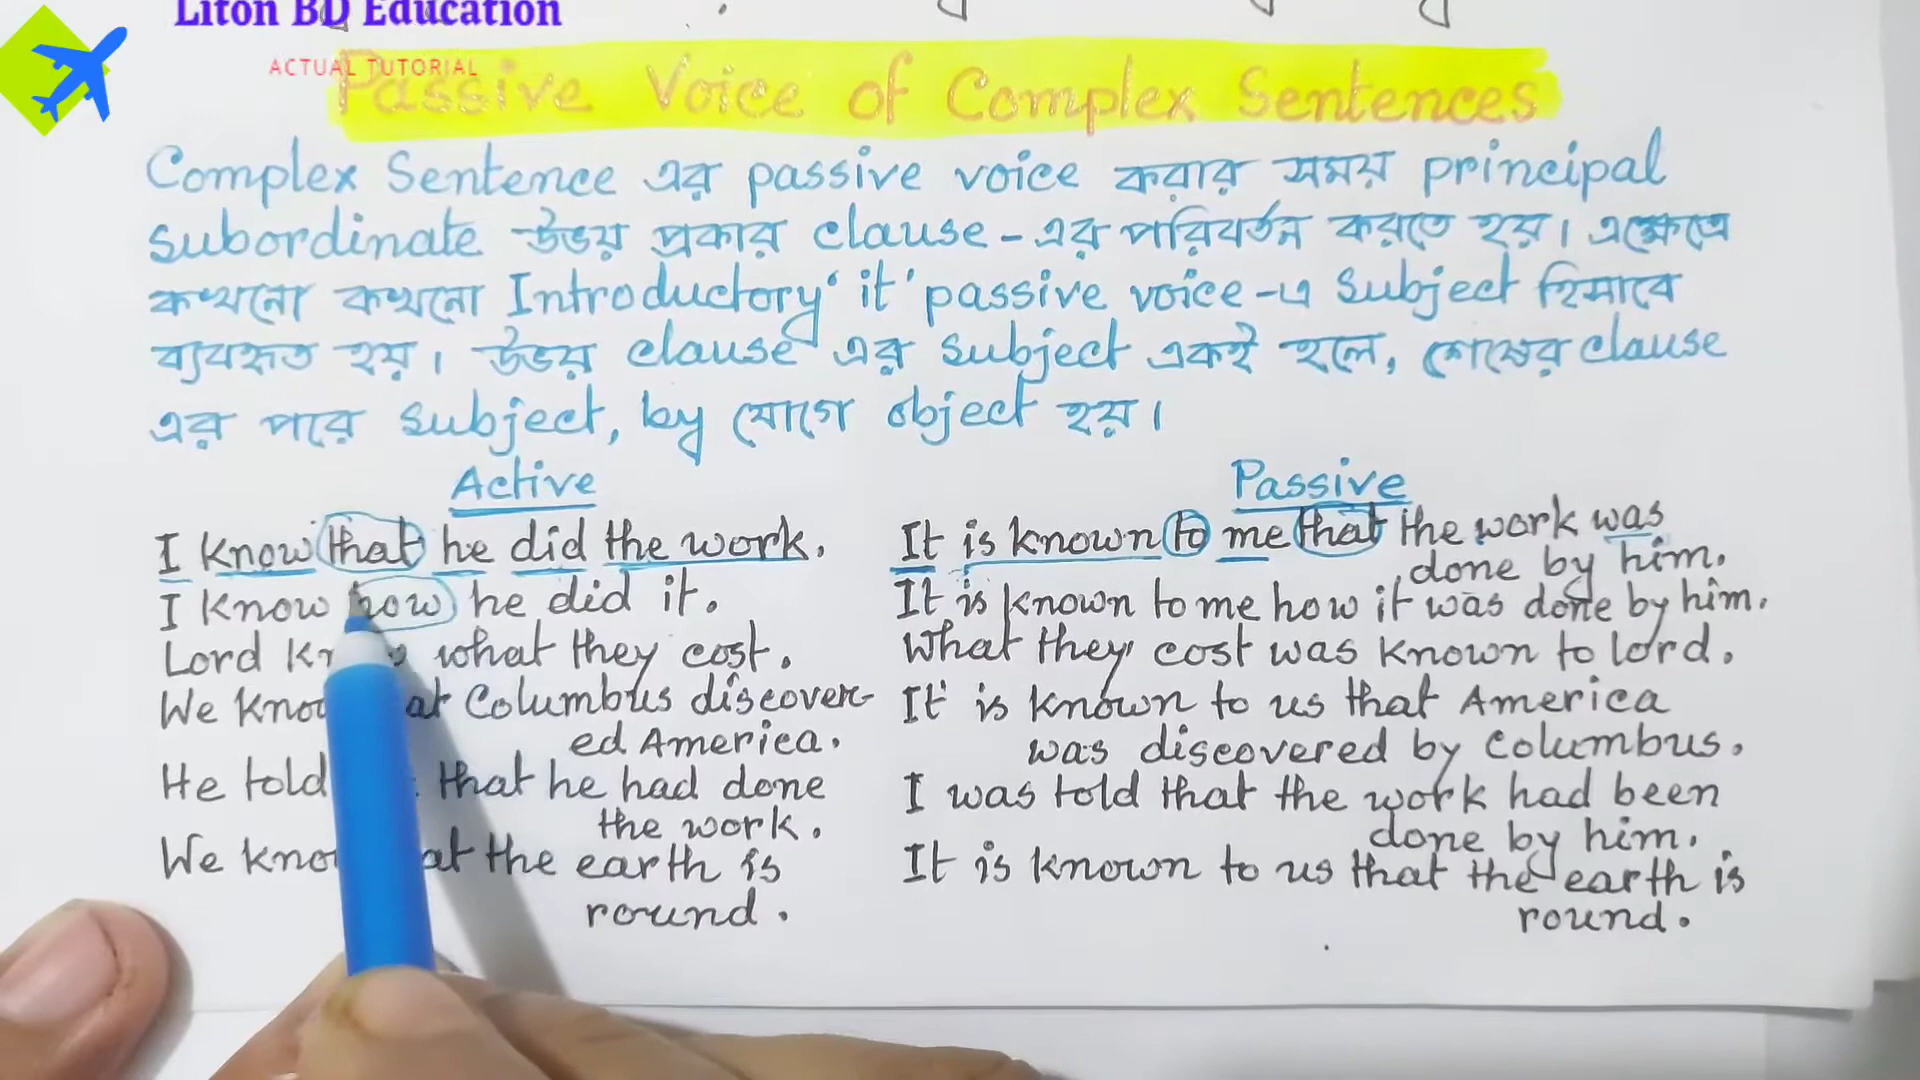 Liton BD Education
ACTUAL TUTORIAL
Passive Voice of Complex Sentences
Complex Sentence এর passive voice করার সময় principal
subordinate উভয় প্রকার clause-এর পরিবর্তন করতে হয়। এক্ষেত্রে
কখনো কখনো Introductory 'it' passive voice-এ subject হিসাবে
ব্যবহৃত হয়। উভয় clause এর subject একই হলে, শেষের clause
এর পরে subject, by যোগে object হয়।
Active
I know that he did the work.
I know how he did it.
Lord what they cost.
We Columbus discover-
ed America.
He told that he had done
the work.
We the earth is
round.
Passive
It is known to me that the work was
done by him.
It is known to me how it was done by him.
What they cost was known to lord.
It is known to us that America
was discovered by Columbus.
I was told that the work had been
done by him.
It is known to us that the earth is
round.